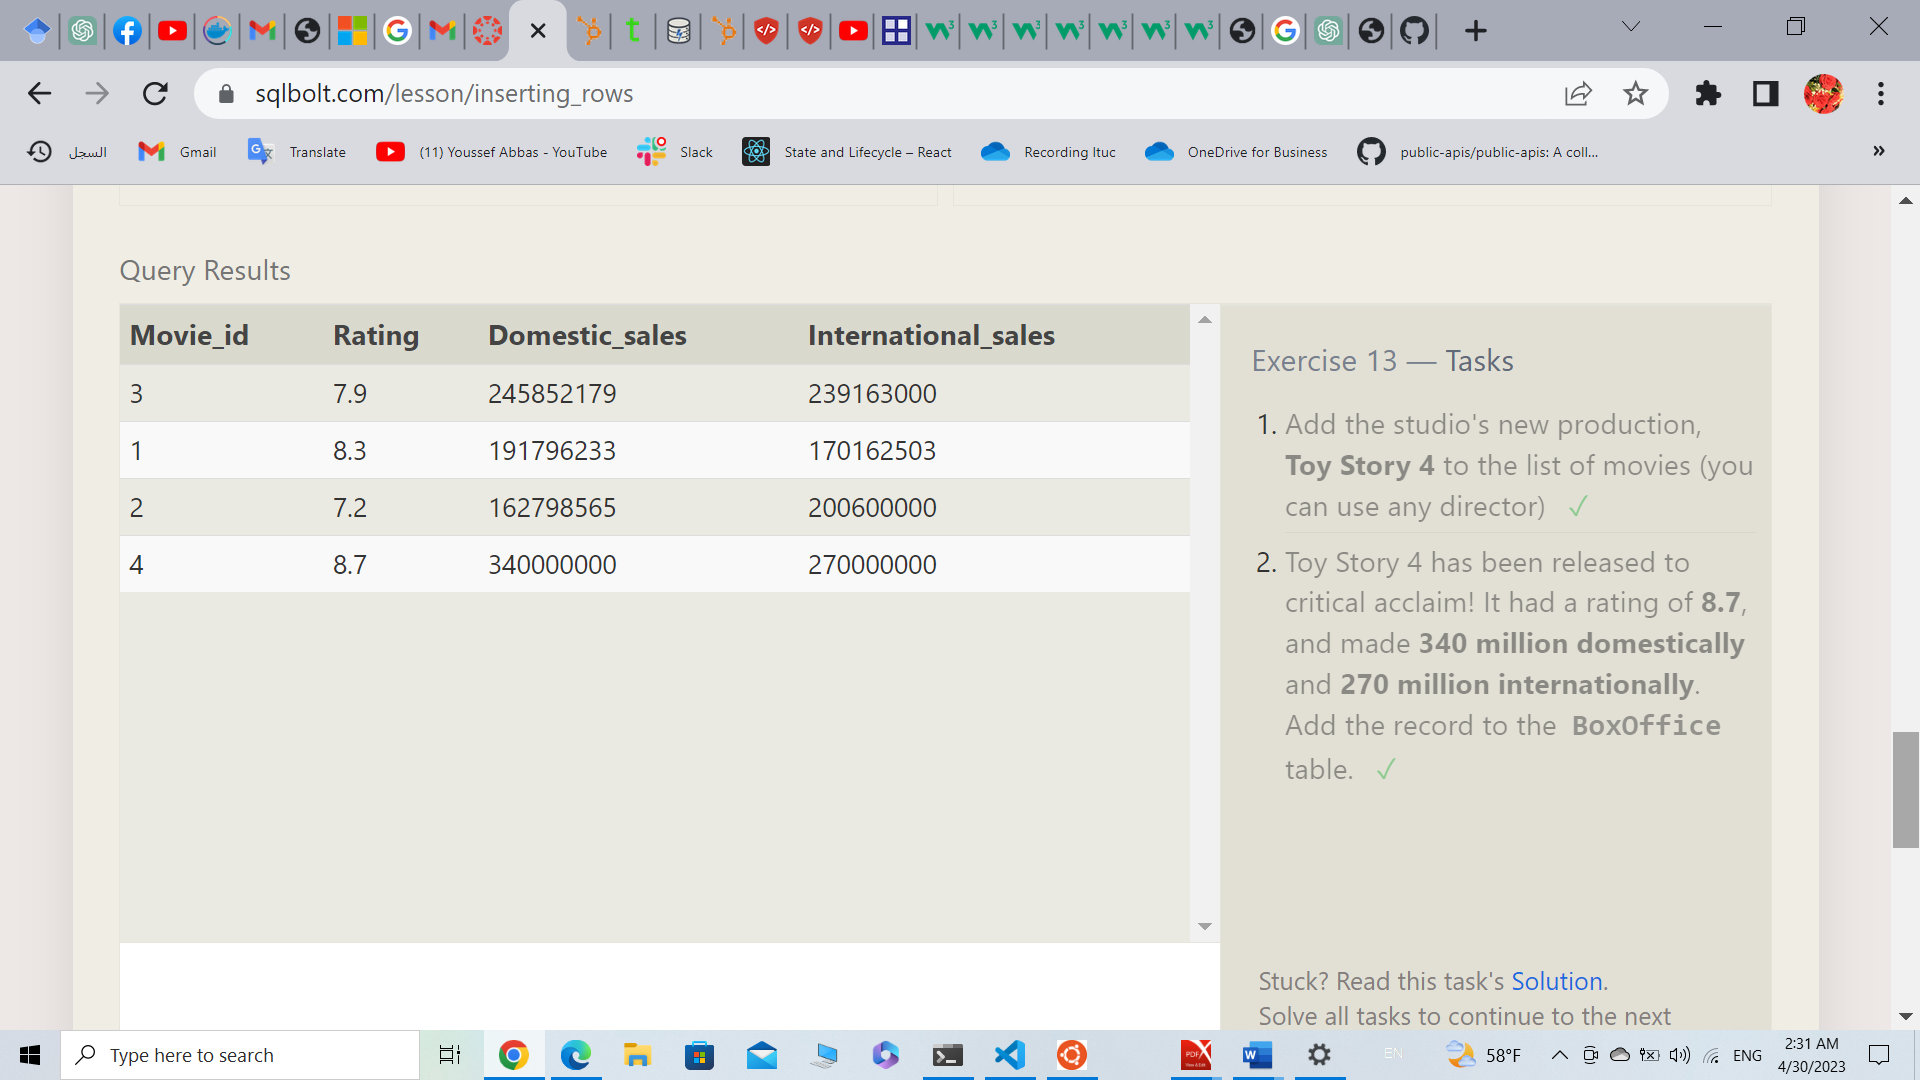 sqlbolt.com/lesson/inserting_rows
السجل
Gmail
Translate
(11) Youssef Abbas - YouTube
Slack
State and Lifecycle – React
Recording Ituc
OneDrive for Business
public-apis/public-apis: A coll...
»
Query Results
Movie_id Rating Domestic_sales International_sales
3 7.9 245852179 239163000
1 8.3 191796233 170162503
2 7.2 162798565 200600000
4 8.7 340000000 270000000
Exercise 13 — Tasks
1. Add the studio's new production,
Toy Story 4 to the list of movies (you
can use any director) ✓
2. Toy Story 4 has been released to
critical acclaim! It had a rating of 8.7,
and made 340 million domestically
and 270 million internationally.
Add the record to the BoxOffice
table. ✓
Stuck? Read this task's Solution.
Solve all tasks to continue to the next
Type here to search
EN
58°F
ENG
2:31 AM
4/30/2023